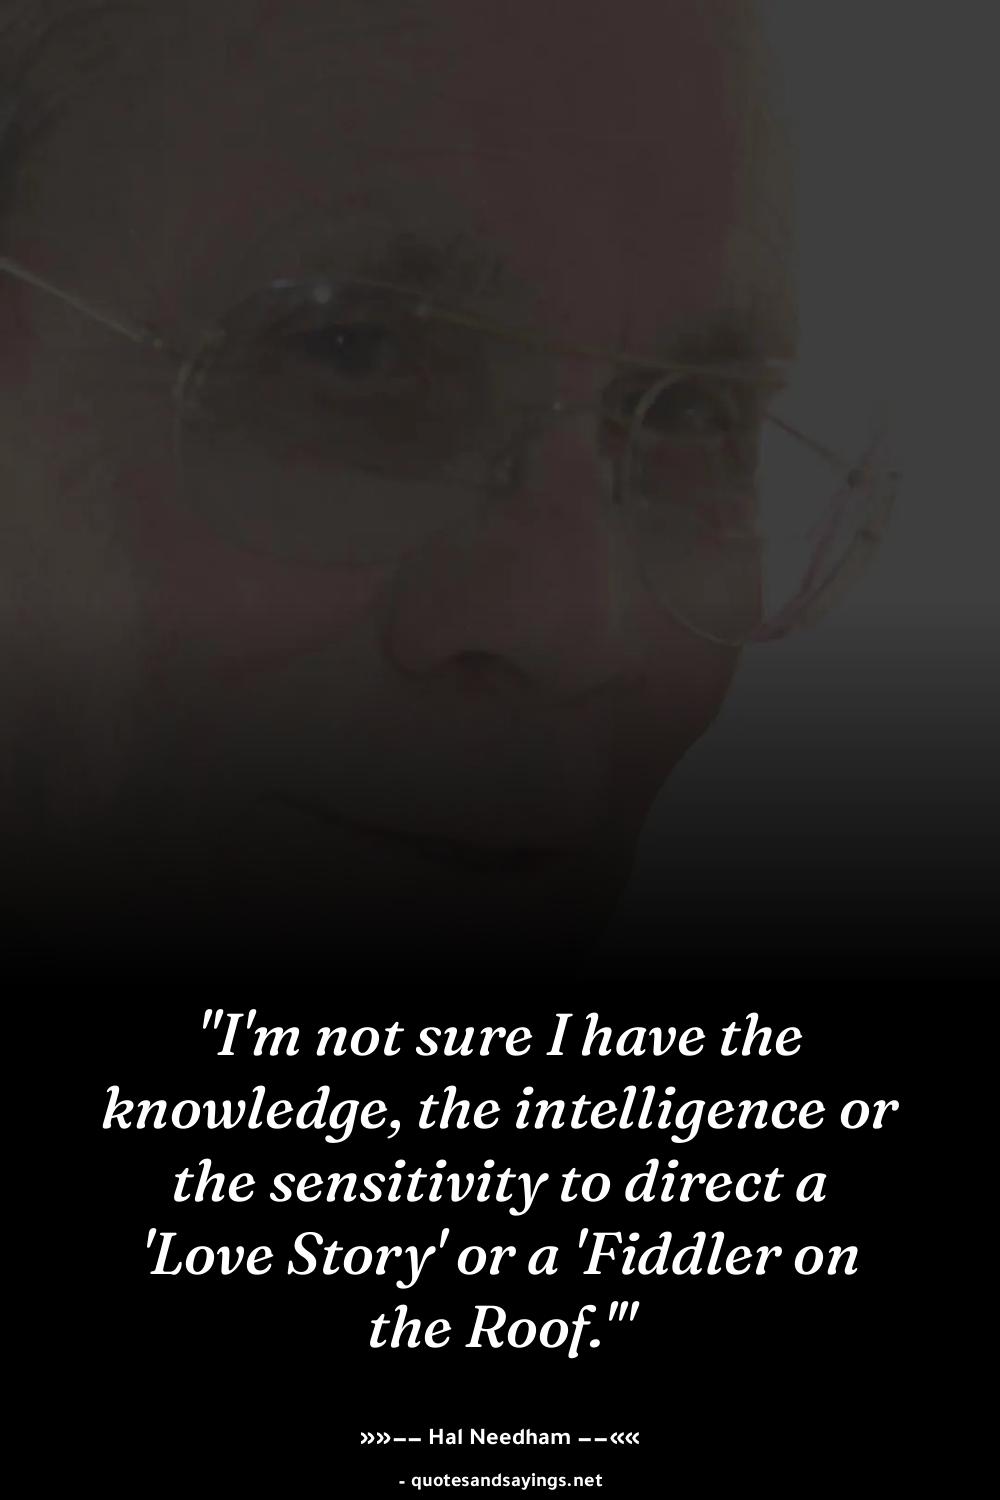 "I'm not sure I have the
knowledge, the intelligence or
the sensitivity to direct a
'Love Story' or a 'Fiddler on
the Roof.'"
»»−− Hal Needham −−««
- quotesandsayings.net